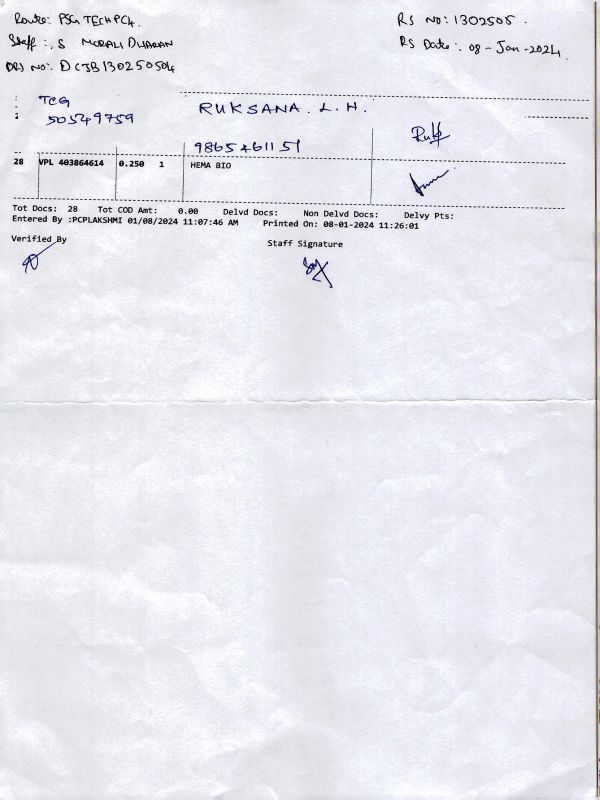 Route: PSG TECH PC4. RS No: 1302505.
Staff: S MORALI DHARAN RS Date: 08-Jan-2024.
DRS No: DCJB130250504
TCG RUKSANA. L. H.
50549759
9865461151
28 VPL 403864614 0.250 1 HEMA BIO
Tot Docs: 28 Tot COD Amt: 0.00 Delvd Docs: Non Delvd Docs: Delvy Pts:
Entered By :PCPLAKSHMI 01/08/2024 11:07:46 AM Printed On: 08-01-2024 11:26:01
Verified By Staff Signature